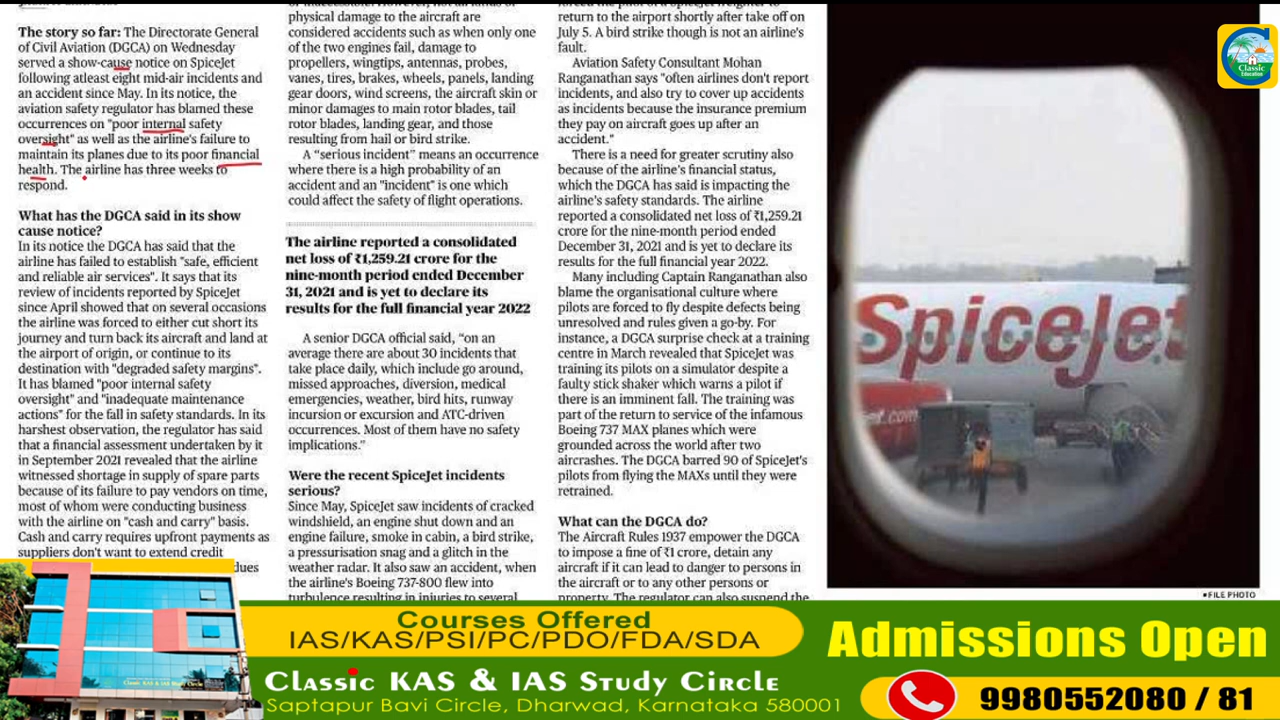 The story so far: The Directorate General
of Civil Aviation (DGCA) on Wednesday
served a show-cause notice on SpiceJet
following atleast eight mid-air incidents and
an accident since May. In its notice, the
aviation safety regulator has blamed these
occurrences on "poor internal safety
oversight" as well as the airline's failure to
maintain its planes due to its poor financial
health. The airline has three weeks to
respond.
What has the DGCA said in its show
cause notice?
In its notice the DGCA has said that the
airline has failed to establish "safe, efficient
and reliable air services". It says that its
review of incidents reported by SpiceJet
since April showed that on several occasions
the airline was forced to either cut short its
journey and turn back its aircraft and land at
the airport of origin, or continue to its
destination with "degraded safety margins".
It has blamed "poor internal safety
oversight" and "inadequate maintenance
actions" for the fall in safety standards. In its
harshest observation, the regulator has said
that a financial assessment undertaken by it
in September 2021 revealed that the airline
witnessed shortage in supply of spare parts
because of its failure to pay vendors on time,
most of whom were conducting business
with the airline on "cash and carry" basis.
Cash and carry requires upfront payments as
suppliers don't want to extend credit
dues
physical damage to the aircraft are
considered accidents such as when only one
of the two engines fail, damage to
propellers, wingtips, antennas, probes,
vanes, tires, brakes, wheels, panels, landing
gear doors, wind screens, the aircraft skin or
minor damages to main rotor blades, tail
rotor blades, landing gear, and those
resulting from hail or bird strike.
A “serious incident” means an occurrence
where there is a high probability of an
accident and an "incident" is one which
could affect the safety of flight operations.
The airline reported a consolidated
net loss of ₹1,259.21 crore for the
nine-month period ended December
31, 2021 and is yet to declare its
results for the full financial year 2022
A senior DGCA official said, “on an
average there are about 30 incidents that
take place daily, which include go around,
missed approaches, diversion, medical
emergencies, weather, bird hits, runway
incursion or excursion and ATC-driven
occurrences. Most of them have no safety
implications.”
Were the recent SpiceJet incidents
serious?
Since May, SpiceJet saw incidents of cracked
windshield, an engine shut down and an
engine failure, smoke in cabin, a bird strike,
a pressurisation snag and a glitch in the
weather radar. It also saw an accident, when
the airline's Boeing 737-800 flew into
turbulence resulting in injuries to several
return to the airport shortly after take off on
July 5. A bird strike though is not an airline's
fault.
Aviation Safety Consultant Mohan
Ranganathan says "often airlines don't report
incidents, and also try to cover up accidents
as incidents because the insurance premium
they pay on aircraft goes up after an
accident."
There is a need for greater scrutiny also
because of the airline's financial status,
which the DGCA has said is impacting the
airline's safety standards. The airline
reported a consolidated net loss of ₹1,259.21
crore for the nine-month period ended
December 31, 2021 and is yet to declare its
results for the full financial year 2022.
Many including Captain Ranganathan also
blame the organisational culture where
pilots are forced to fly despite defects being
unresolved and rules given a go-by. For
instance, a DGCA surprise check at a training
centre in March revealed that SpiceJet was
training its pilots on a simulator despite a
faulty stick shaker which warns a pilot if
there is an imminent fall. The training was
part of the return to service of the infamous
Boeing 737 MAX planes which were
grounded across the world after two
aircrashes. The DGCA barred 90 of SpiceJet's
pilots from flying the MAXs until they were
retrained.
What can the DGCA do?
The Aircraft Rules 1937 empower the DGCA
to impose a fine of ₹1 crore, detain any
aircraft if it can lead to danger to persons in
the aircraft or to any other persons or
property. The regulator can also suspend the
SpiceJet
et.com
FILE PHOTO
Classic
Education
Courses Offered
IAS/KAS/PSI/PC/PDO/FDA/SDA
Classic KAS & IAS Study Circle
Saptapur Bavi Circle, Dharwad, Karnataka 580001
Admissions Open
9980552080 / 81